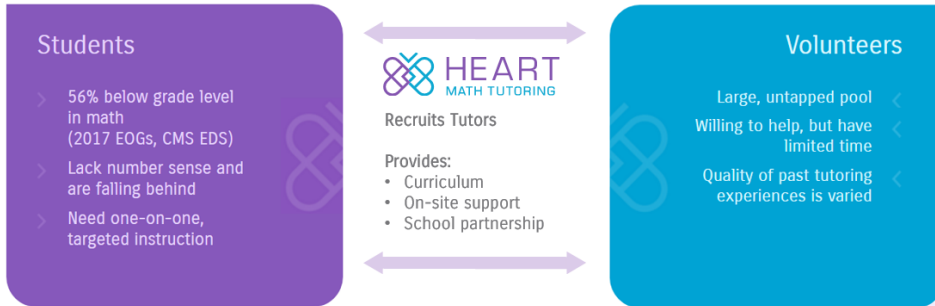 Students
56% below grade level
in math
(2017 EOGs, CMS EDS)
Lack number sense and
are falling behind
Need one-on-one,
targeted instruction
HEART
MATH TUTORING
Recruits Tutors
Provides:
• Curriculum
• On-site support
• School partnership
Volunteers
Large, untapped pool
Willing to help, but have
limited time
Quality of past tutoring
experiences is varied